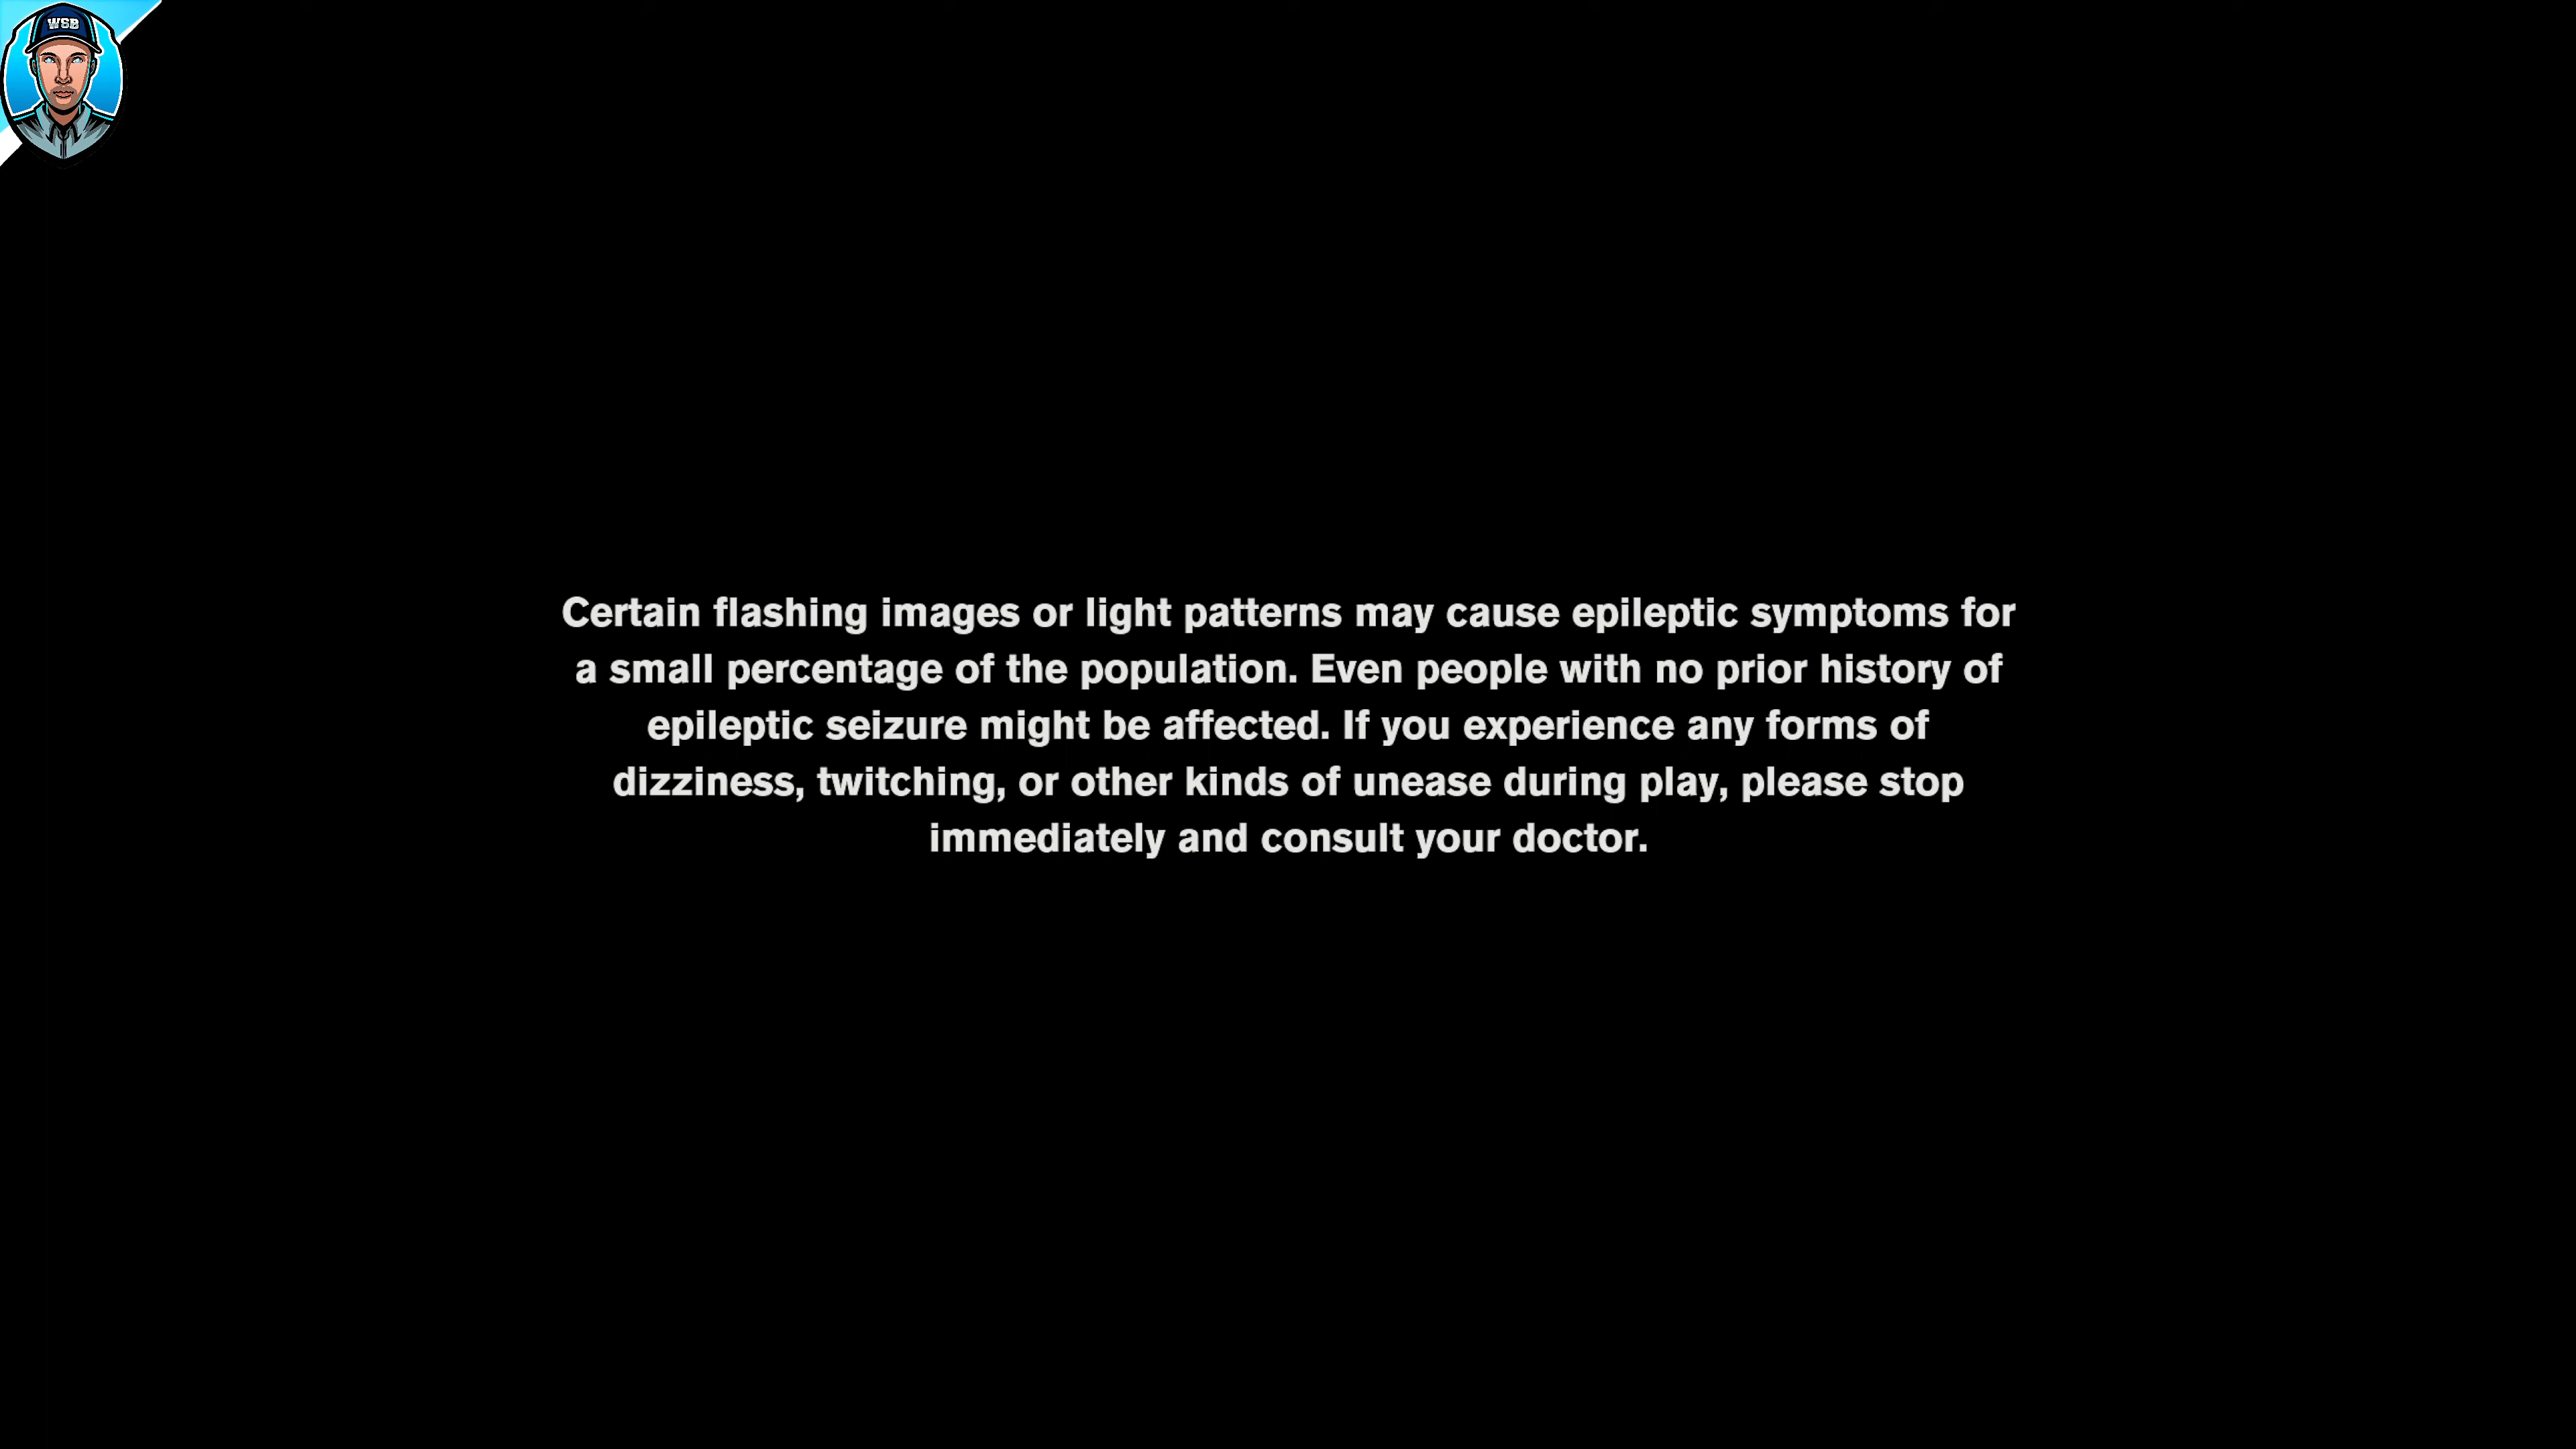 WSB
Certain flashing images or light patterns may cause epileptic symptoms for
a small percentage of the population. Even people with no prior history of
epileptic seizure might be affected. If you experience any forms of
dizziness, twitching, or other kinds of unease during play, please stop
immediately and consult your doctor.